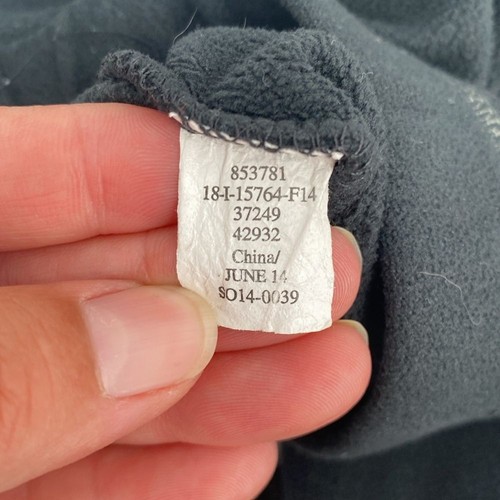 853781
18-I-15764-F14
37249
42932
China/
JUNE 14
SO14-0039